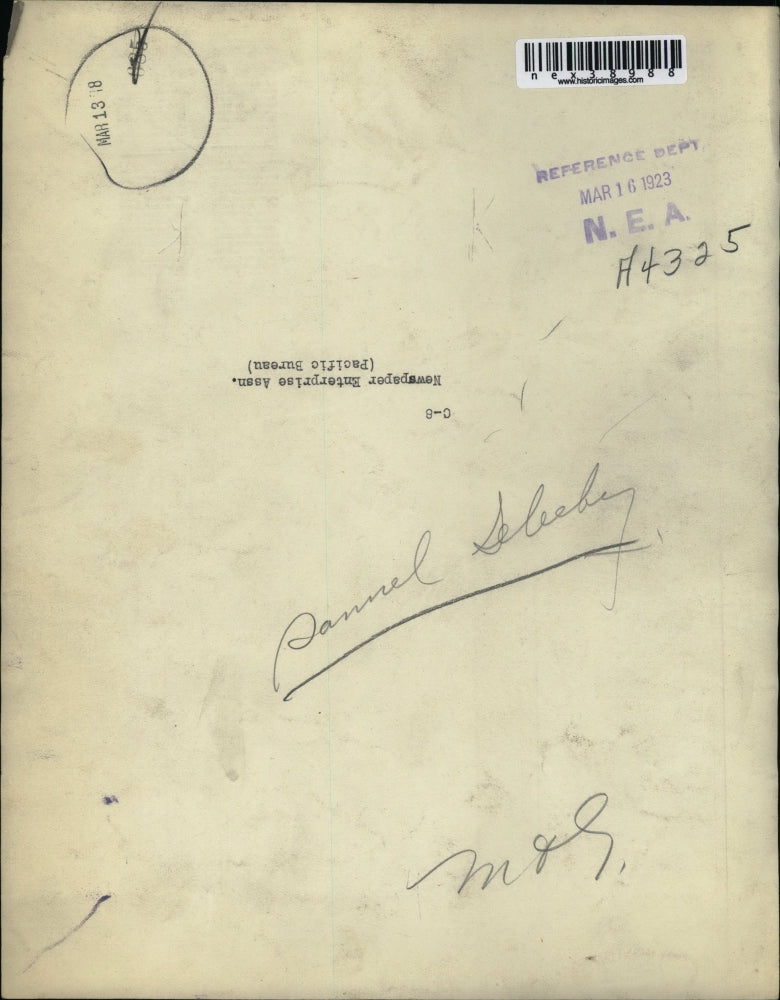 MAR 13 '18
nex38988
www.historicimages.com
REFERENCE DEPT.
MAR 16 1923
N. E. A.
H4325
C-8
Newspaper Enterprise Assn.
(Pacific Bureau)
Samuel
M & G.